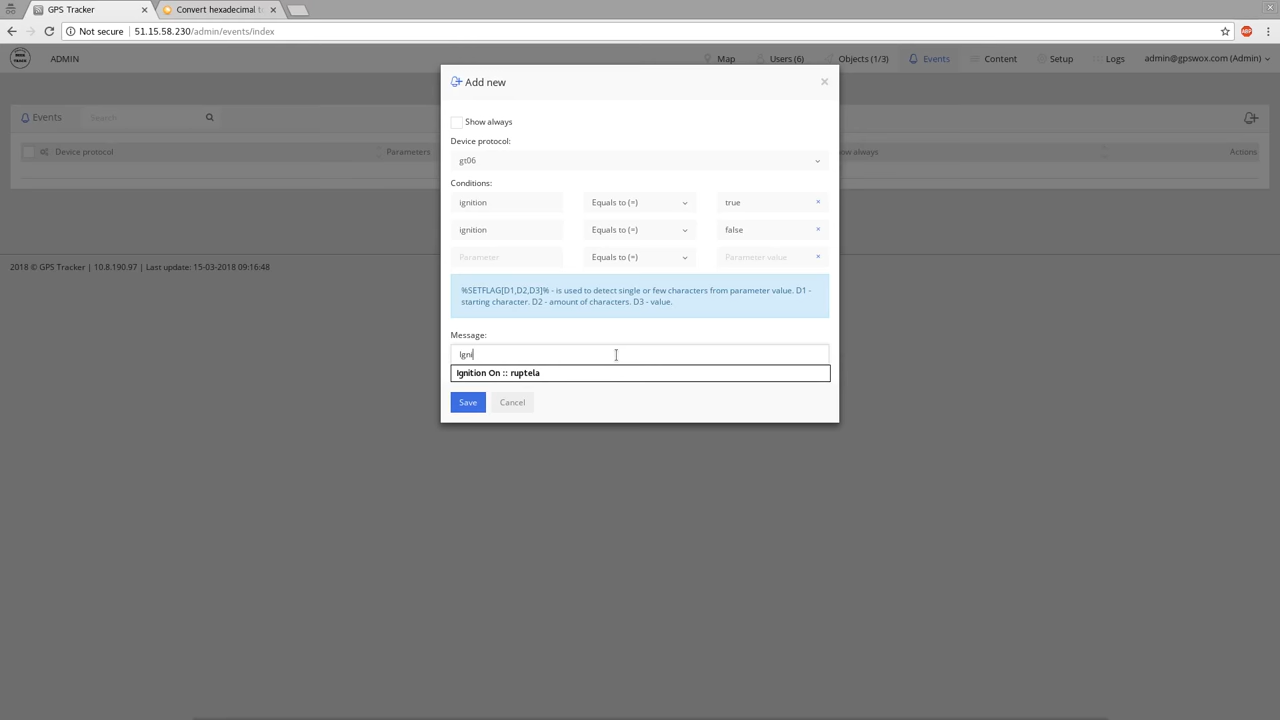 GPS Tracker
Convert hexadecimal t
Not secure | 51.15.58.230/admin/events/index
ABP
ADMIN
Map
Users (6)
Objects (1/3)
Events
Content
Setup
Logs
admin@gpswox.com (Admin)
Add new
×
Events
Search
Device protocol
Parameters
ow always
Actions
Show always
Device protocol:
gt06
Conditions:
ignition Equals to (=) true ×
ignition Equals to (=) false ×
Parameter Equals to (=) Parameter value ×
2018 © GPS Tracker | 10.8.190.97 | Last update: 15-03-2018 09:16:48
%SETFLAG[D1,D2,D3]% - is used to detect single or few characters from parameter value. D1 -
starting character. D2 - amount of characters. D3 - value.
Message:
Igni
Ignition On :: ruptela
Save
Cancel